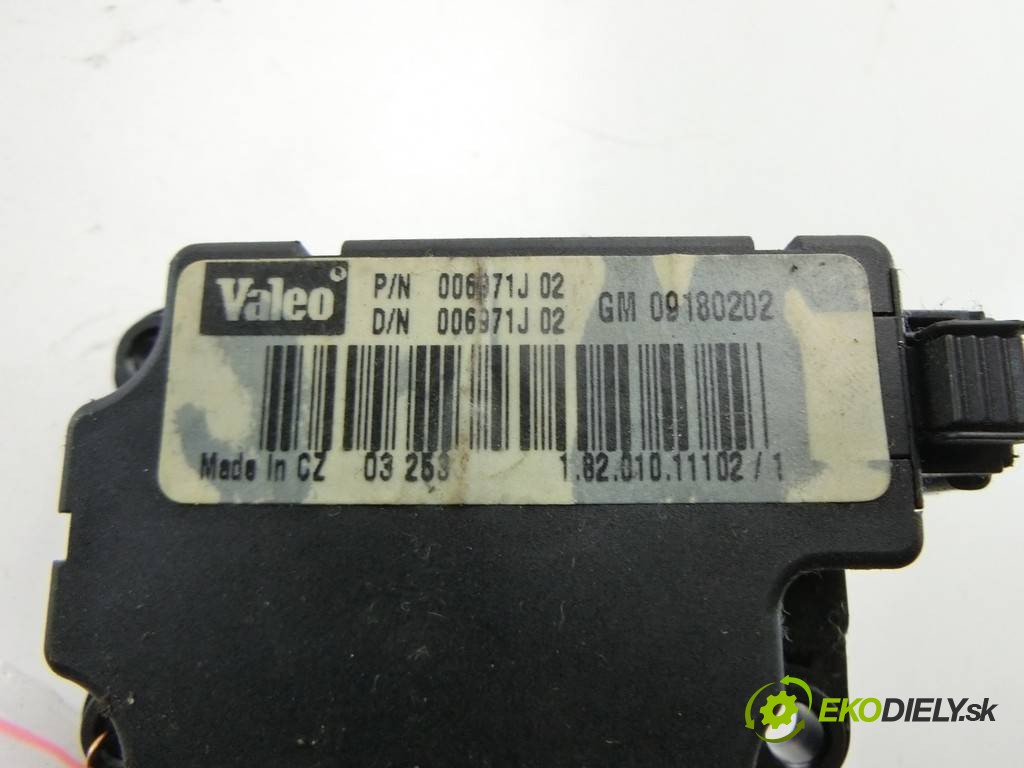 Valeo
P/N 006971J 02
D/N 006971J 02
GM 09180202
Made In CZ 03 253 1.82.010.11102 / 1
EKODIELY.sk